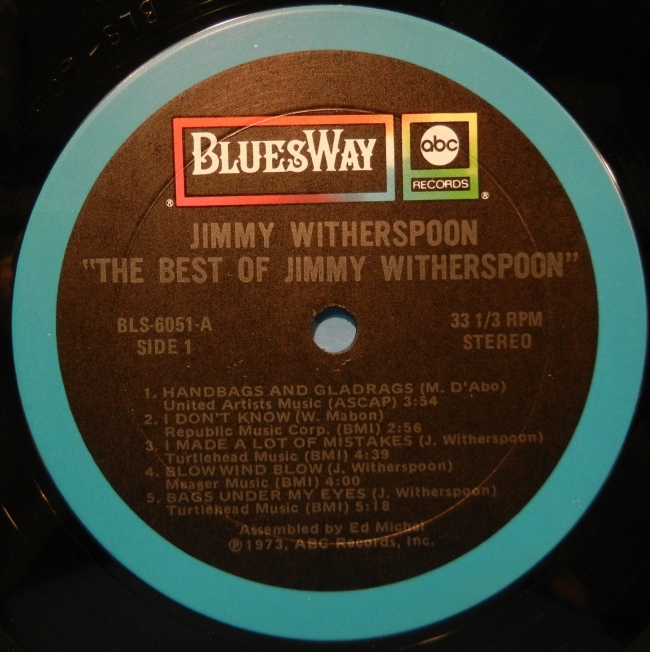 BLUESWAY
abc
RECORDS
® ®
JIMMY WITHERSPOON
"THE BEST OF JIMMY WITHERSPOON"
BLS-6051-A
SIDE 1
33 1/3 RPM
STEREO
1. HANDBAGS AND GLADRAGS (M. D'Abo)
United Artists Music (ASCAP) 3:54
2. I DON'T KNOW (W. Mabon)
Republic Music Corp. (BMI) 2:56
3. I MADE A LOT OF MISTAKES (J. Witherspoon)
Turtlehead Music (BMI) 4:39
4. BLOW WIND BLOW (J. Witherspoon)
Meager Music (BMI) 4:00
5. BAGS UNDER MY EYES (J. Witherspoon)
Turtlehead Music (BMI) 5:18
Assembled by Ed Michel
℗1973, ABC Records, Inc.